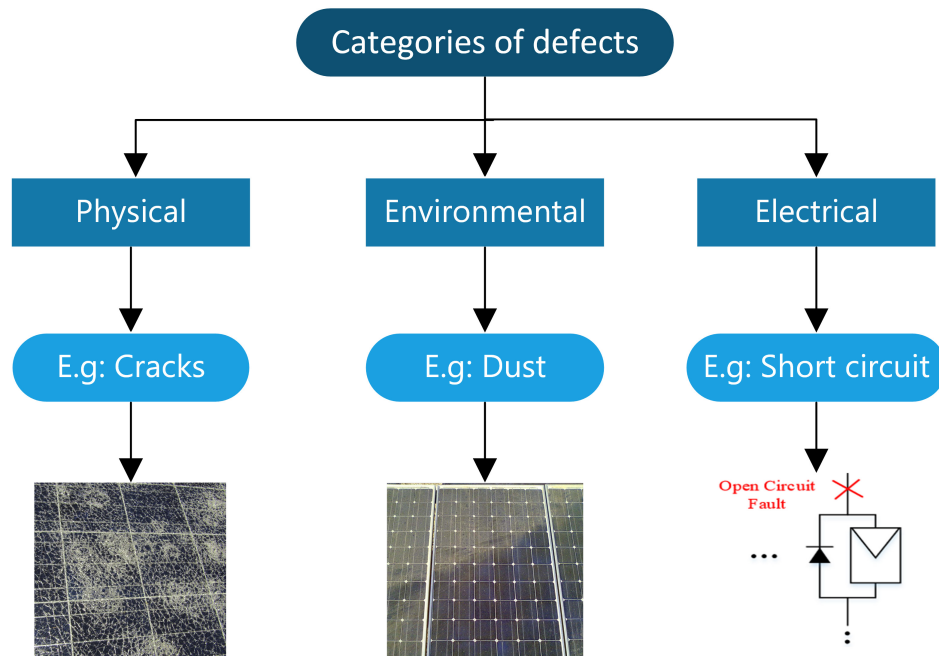 Categories of defects
Physical
Environmental
Electrical
E.g: Cracks
E.g: Dust
E.g: Short circuit
Open Circuit
Fault